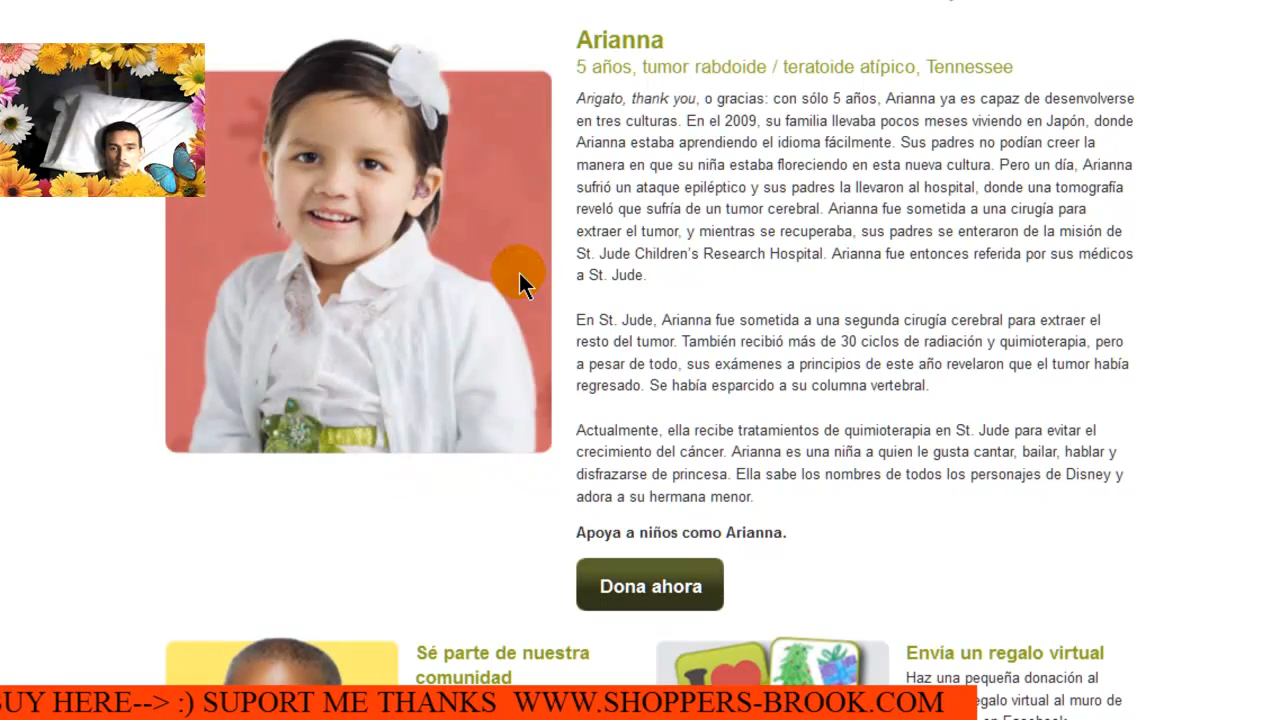 Arianna
5 años, tumor rabdoide / teratoide atípico, Tennessee
Arigato, thank you, o gracias: con sólo 5 años, Arianna ya es capaz de desenvolverse
en tres culturas. En el 2009, su familia llevaba pocos meses viviendo en Japón, donde
Arianna estaba aprendiendo el idioma fácilmente. Sus padres no podían creer la
manera en que su niña estaba floreciendo en esta nueva cultura. Pero un día, Arianna
sufrió un ataque epiléptico y sus padres la llevaron al hospital, donde una tomografía
reveló que sufría de un tumor cerebral. Arianna fue sometida a una cirugía para
extraer el tumor, y mientras se recuperaba, sus padres se enteraron de la misión de
St. Jude Children's Research Hospital. Arianna fue entonces referida por sus médicos
a St. Jude.
En St. Jude, Arianna fue sometida a una segunda cirugía cerebral para extraer el
resto del tumor. También recibió más de 30 ciclos de radiación y quimioterapia, pero
a pesar de todo, sus exámenes a principios de este año revelaron que el tumor había
regresado. Se había esparcido a su columna vertebral.
Actualmente, ella recibe tratamientos de quimioterapia en St. Jude para evitar el
crecimiento del cáncer. Arianna es una niña a quien le gusta cantar, bailar, hablar y
disfrazarse de princesa. Ella sabe los nombres de todos los personajes de Disney y
adora a su hermana menor.
Apoya a niños como Arianna.
Dona ahora
Sé parte de nuestra
comunidad
Envía un regalo virtual
Haz una pequeña donación al
regalo virtual al muro de
en Facebook
BUY HERE--> :) SUPORT ME THANKS WWW.SHOPPERS-BROOK.COM